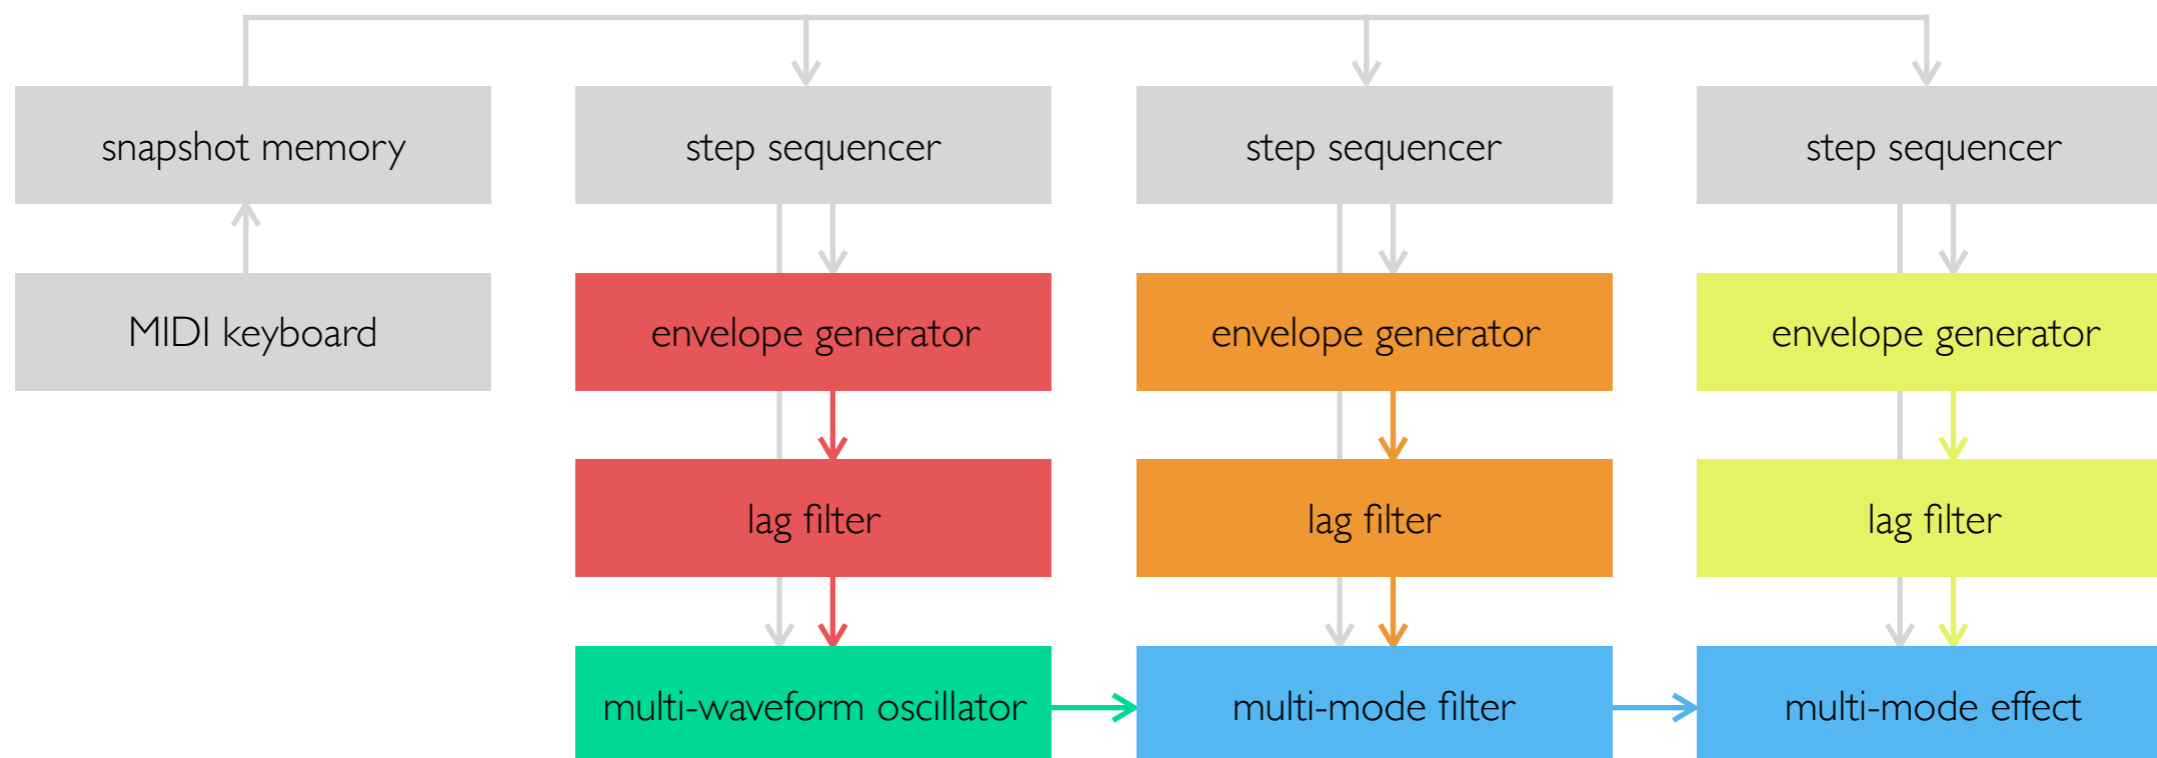 snapshot memory
step sequencer
step sequencer
step sequencer
MIDI keyboard
envelope generator
envelope generator
envelope generator
lag filter
lag filter
lag filter
multi-waveform oscillator
multi-mode filter
multi-mode effect